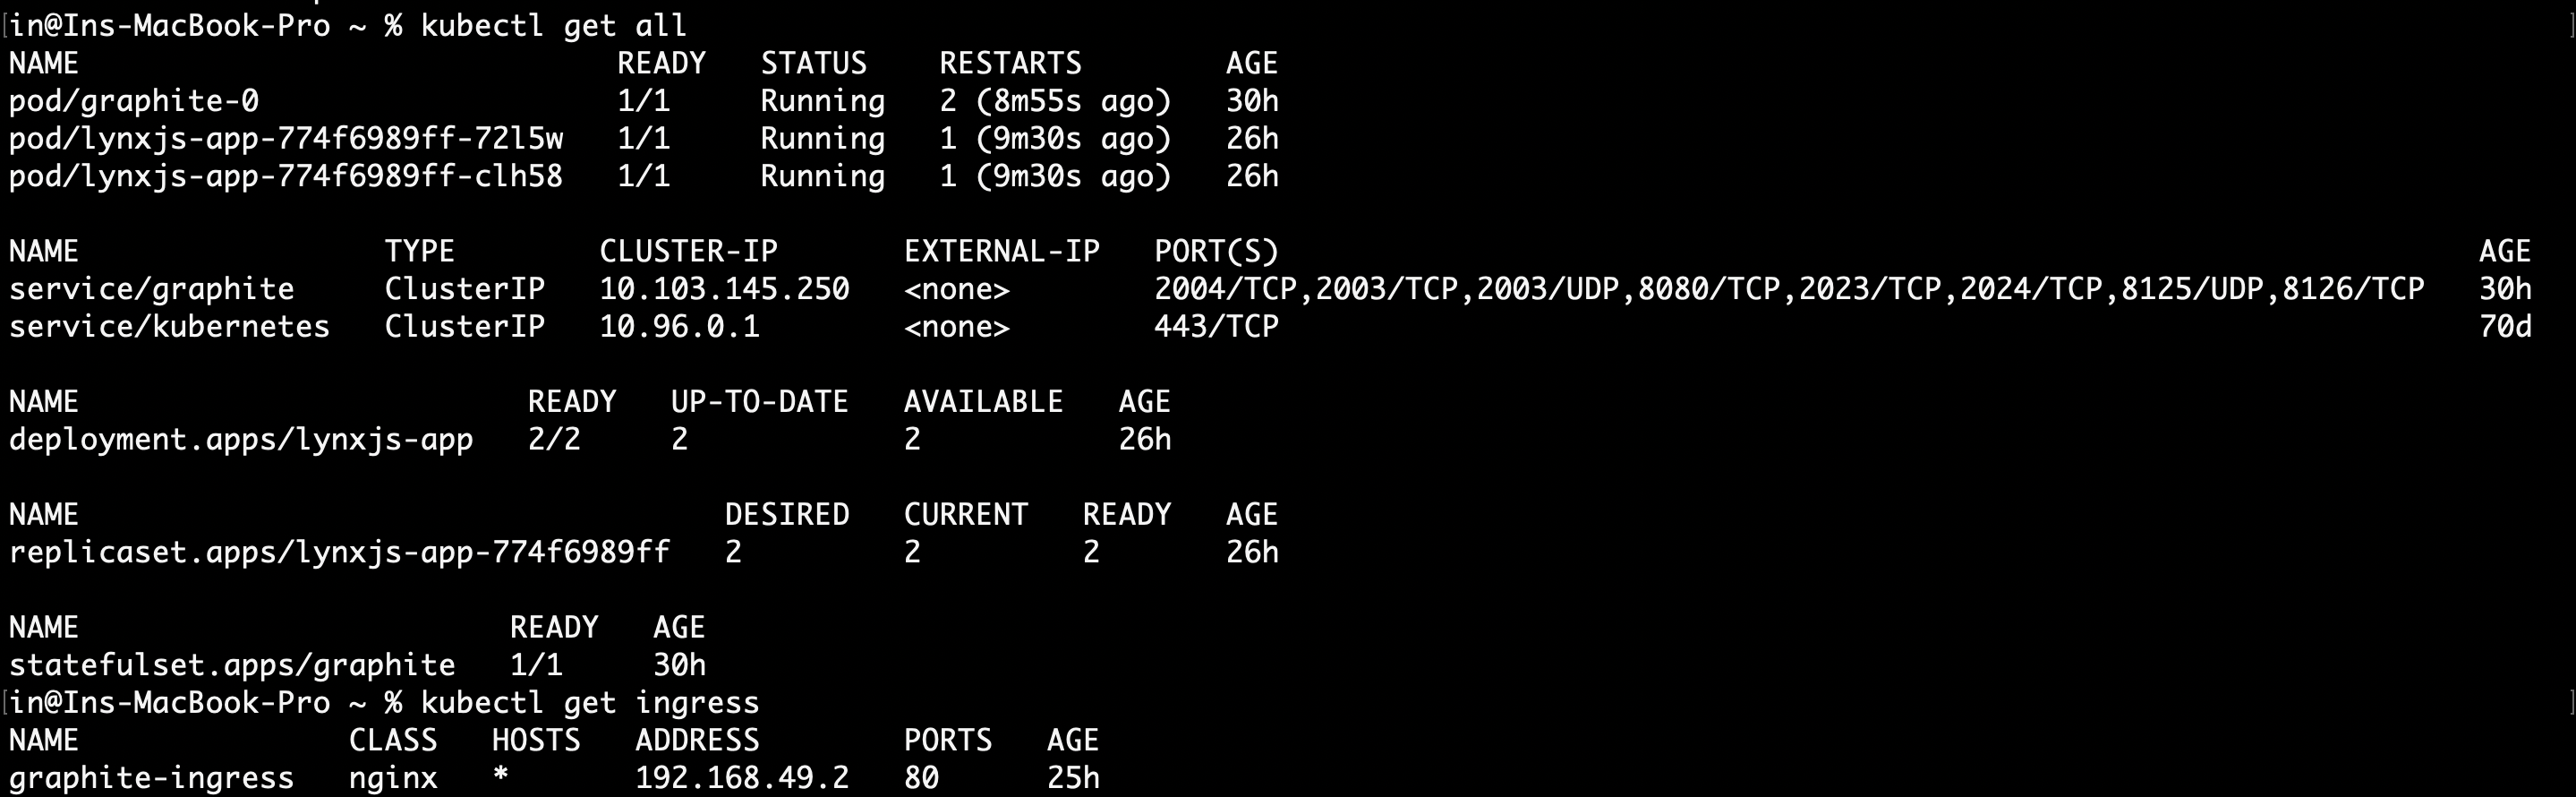 [in@Ins-MacBook-Pro ~ % kubectl get all ]
NAME READY STATUS RESTARTS AGE
pod/graphite-0 1/1 Running 2 (8m55s ago) 30h
pod/lynxjs-app-774f6989ff-72l5w 1/1 Running 1 (9m30s ago) 26h
pod/lynxjs-app-774f6989ff-clh58 1/1 Running 1 (9m30s ago) 26h
NAME TYPE CLUSTER-IP EXTERNAL-IP PORT(S) AGE
service/graphite ClusterIP 10.103.145.250 <none> 2004/TCP,2003/TCP,2003/UDP,8080/TCP,2023/TCP,2024/TCP,8125/UDP,8126/TCP 30h
service/kubernetes ClusterIP 10.96.0.1 <none> 443/TCP 70d
NAME READY UP-TO-DATE AVAILABLE AGE
deployment.apps/lynxjs-app 2/2 2 2 26h
NAME DESIRED CURRENT READY AGE
replicaset.apps/lynxjs-app-774f6989ff 2 2 2 26h
NAME READY AGE
statefulset.apps/graphite 1/1 30h
[in@Ins-MacBook-Pro ~ % kubectl get ingress ]
NAME CLASS HOSTS ADDRESS PORTS AGE
graphite-ingress nginx * 192.168.49.2 80 25h